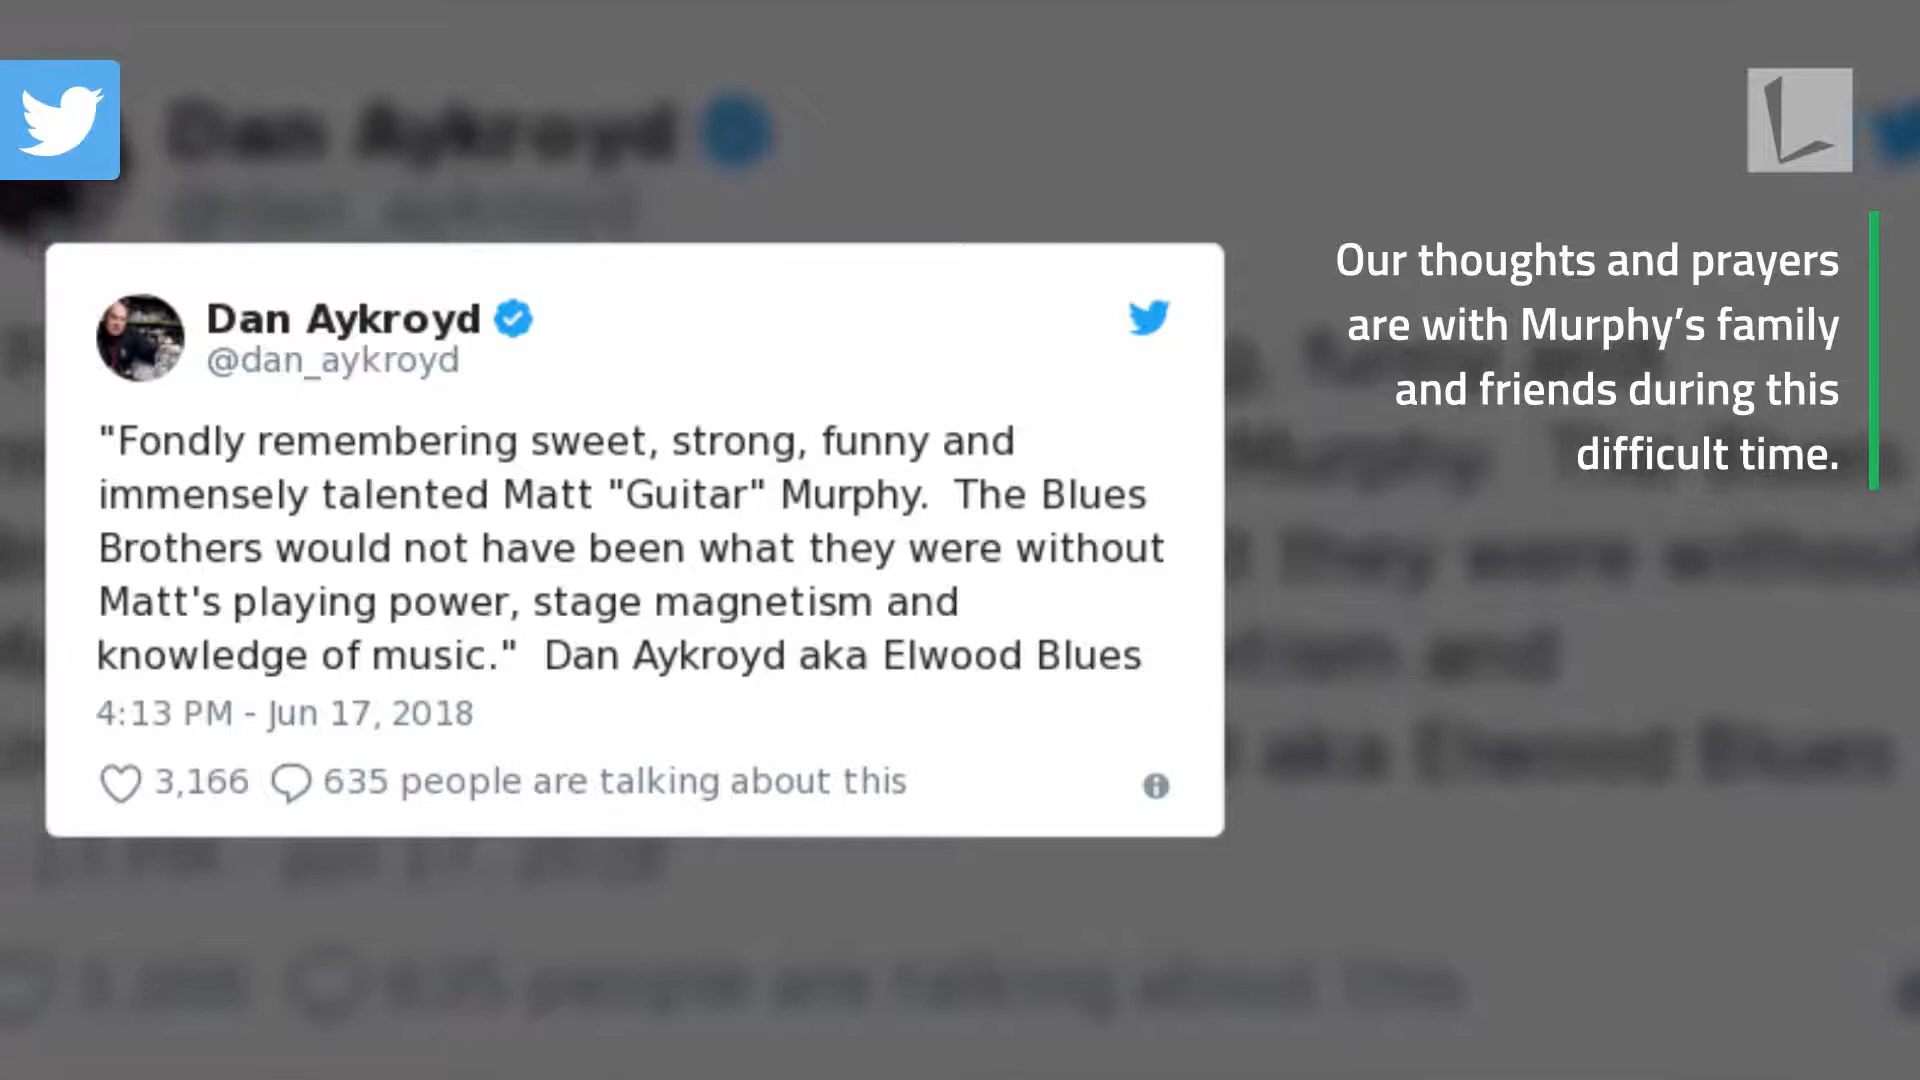 Dan Aykroyd
@dan_aykroyd
"Fondly remembering sweet, strong, funny and
immensely talented Matt "Guitar" Murphy.  The Blues
Brothers would not have been what they were without
Matt's playing power, stage magnetism and
knowledge of music."  Dan Aykroyd aka Elwood Blues
4:13 PM - Jun 17, 2018
3,166 635 people are talking about this
Our thoughts and prayers
are with Murphy’s family
and friends during this
difficult time.